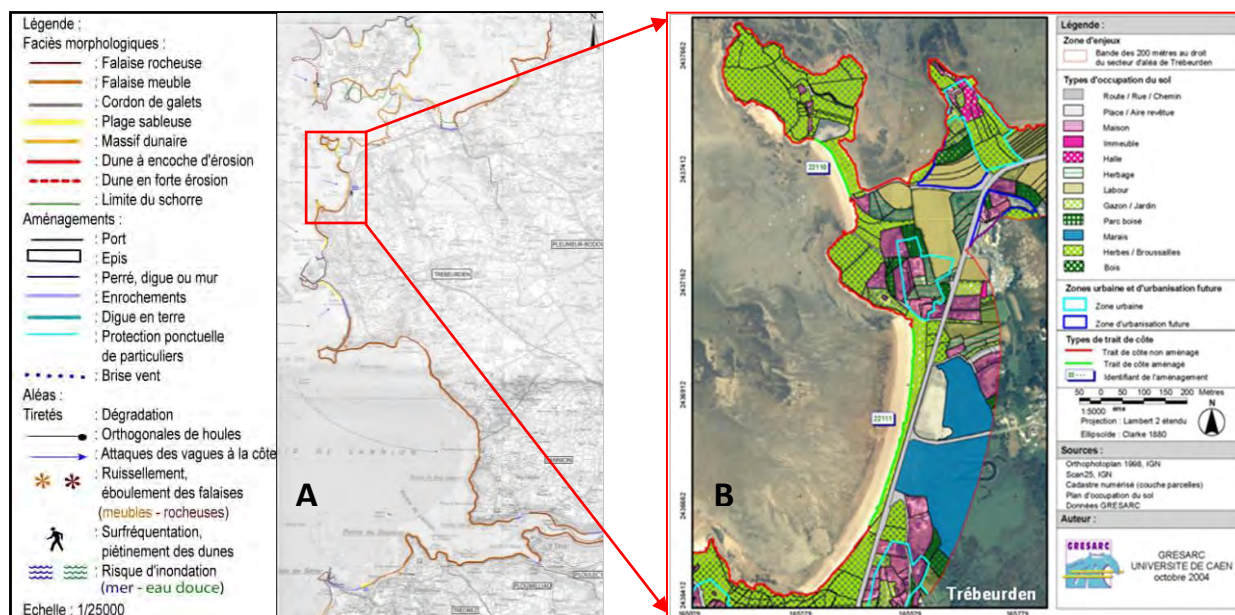 Légende :
Faciès morphologiques :
: Falaise rocheuse
: Falaise meuble
: Cordon de galets
: Plage sableuse
: Massif dunaire
: Dune à encoche d'érosion
: Dune en forte érosion
: Limite du schorre
Aménagements :
: Port
: Epis
: Perré, digue ou mur
: Enrochements
: Digue en terre
: Protection ponctuelle
de particuliers
: Brise vent
Aléas :
Tiretés : Dégradation
: Orthogonales de houles
: Attaques des vagues à la côte
: Ruissellement,
éboulement des falaises
(meubles - rocheuses)
: Surfréquentation,
piétinement des dunes
: Risque d'inondation
(mer - eau douce)
Echelle : 1/25000
N
TREBEURDEN
LANNION
A
2437662
2437412
2437162
2436912
2436662
2436412
22110
22111
B
Trébeurden
Légende :
Zone d'enjeux
Bande des 200 mètres au droit
du secteur d'aléa de Trébeurden
Types d'occupation du sol
Route / Rue / Chemin
Place / Aire revêtue
Maison
Immeuble
Halle
Herbage
Labour
Gazon / Jardin
Parc boisé
Marais
Herbes / Broussailles
Bois
Zones urbaine et d'urbanisation future
Zone urbaine
Zone d'urbanisation future
Types de trait de côte
Trait de côte non aménagé
Trait de côte aménagé
Identifiant de l'aménagement
50 0 50 100 150 200 Mètres
N
1:5000 ème
Projection : Lambert 2 étendu
Ellipsoïde : Clarke 1880
Sources :
Orthophotoplan 1998, IGN
Scan25, IGN
Cadastre numérisé (couche parcelles)
Plan d'occupation du sol
Données GRESARC
Auteur :
GRESARC
GRESARC
UNIVERSITE DE CAEN
octobre 2004